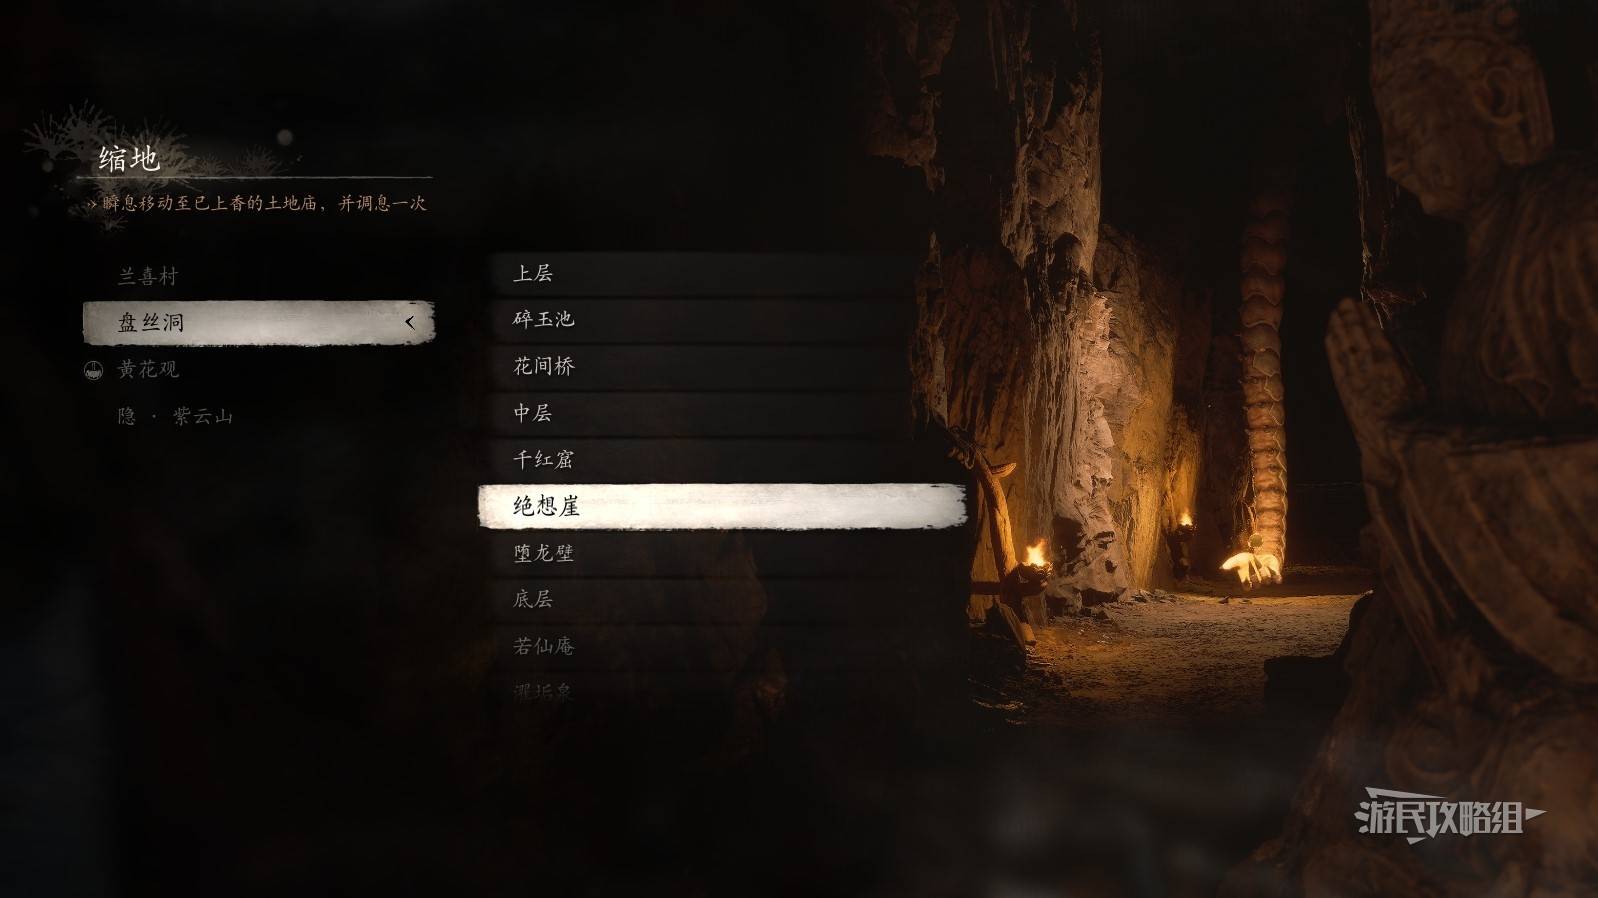 缩地
瞬息移动至已上香的土地庙，并调息一次
兰喜村
盘丝洞
黄花观
隐 · 紫云山
上层
碎玉池
花间桥
中层
千红窟
绝想崖
堕龙壁
底层
若仙庵
濯垢泉
游民攻略组